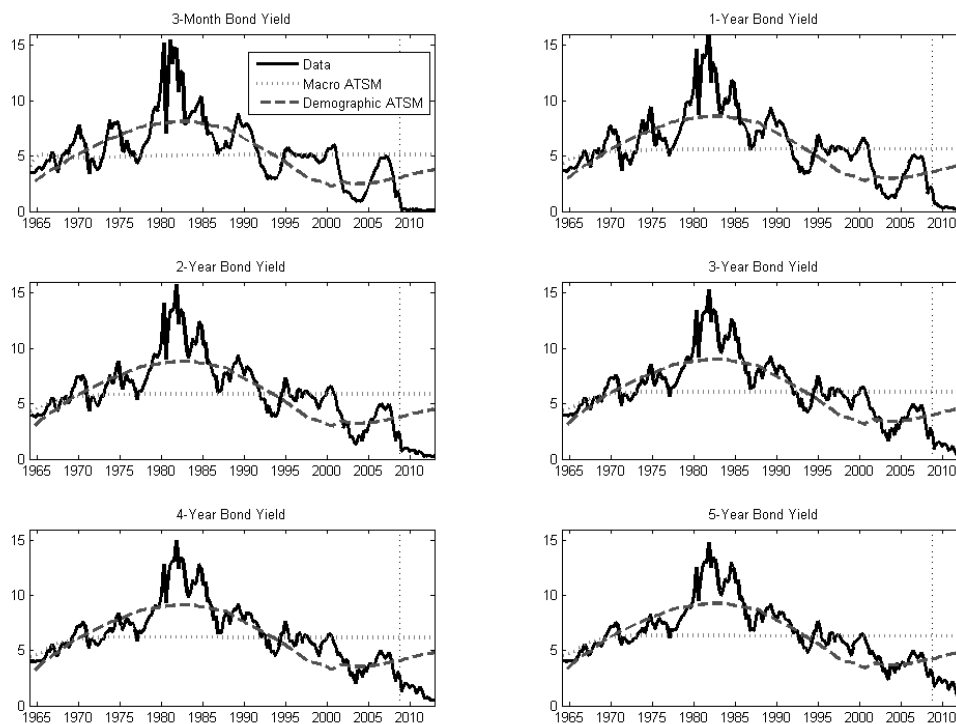 3-Month Bond Yield
15
10
5
0
1965 1970 1975 1980 1985 1990 1995 2000 2005 2010
Data
Macro ATSM
Demographic ATSM
1-Year Bond Yield
15
10
5
0
1965 1970 1975 1980 1985 1990 1995 2000 2005 2010
2-Year Bond Yield
15
10
5
0
1965 1970 1975 1980 1985 1990 1995 2000 2005 2010
3-Year Bond Yield
15
10
5
0
1965 1970 1975 1980 1985 1990 1995 2000 2005 2010
4-Year Bond Yield
15
10
5
0
1965 1970 1975 1980 1985 1990 1995 2000 2005 2010
5-Year Bond Yield
15
10
5
0
1965 1970 1975 1980 1985 1990 1995 2000 2005 2010